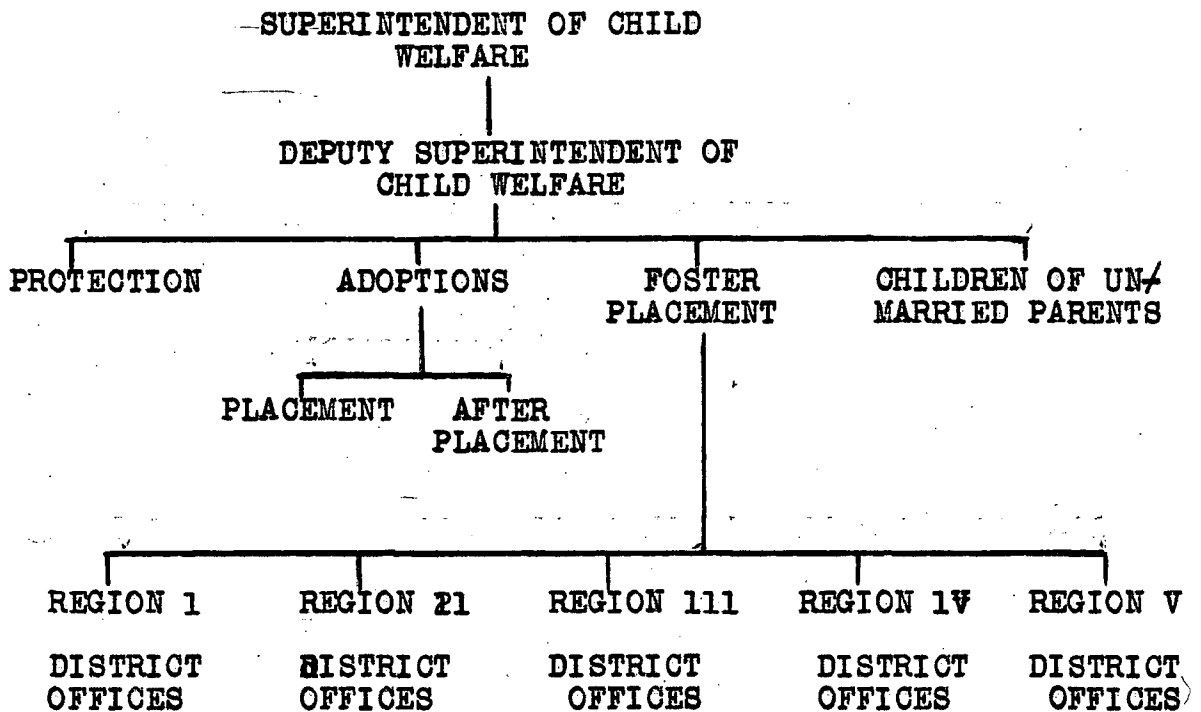 SUPERINTENDENT OF CHILD
WELFARE
DEPUTY SUPERINTENDENT OF
CHILD WELFARE
PROTECTION
ADOPTIONS
FOSTER
PLACEMENT
CHILDREN OF UN-
MARRIED PARENTS
PLACEMENT
AFTER
PLACEMENT
REGION 1
REGION 11
REGION 111
REGION 1V
REGION V
DISTRICT
OFFICES
DISTRICT
OFFICES
DISTRICT
OFFICES
DISTRICT
OFFICES
DISTRICT
OFFICES